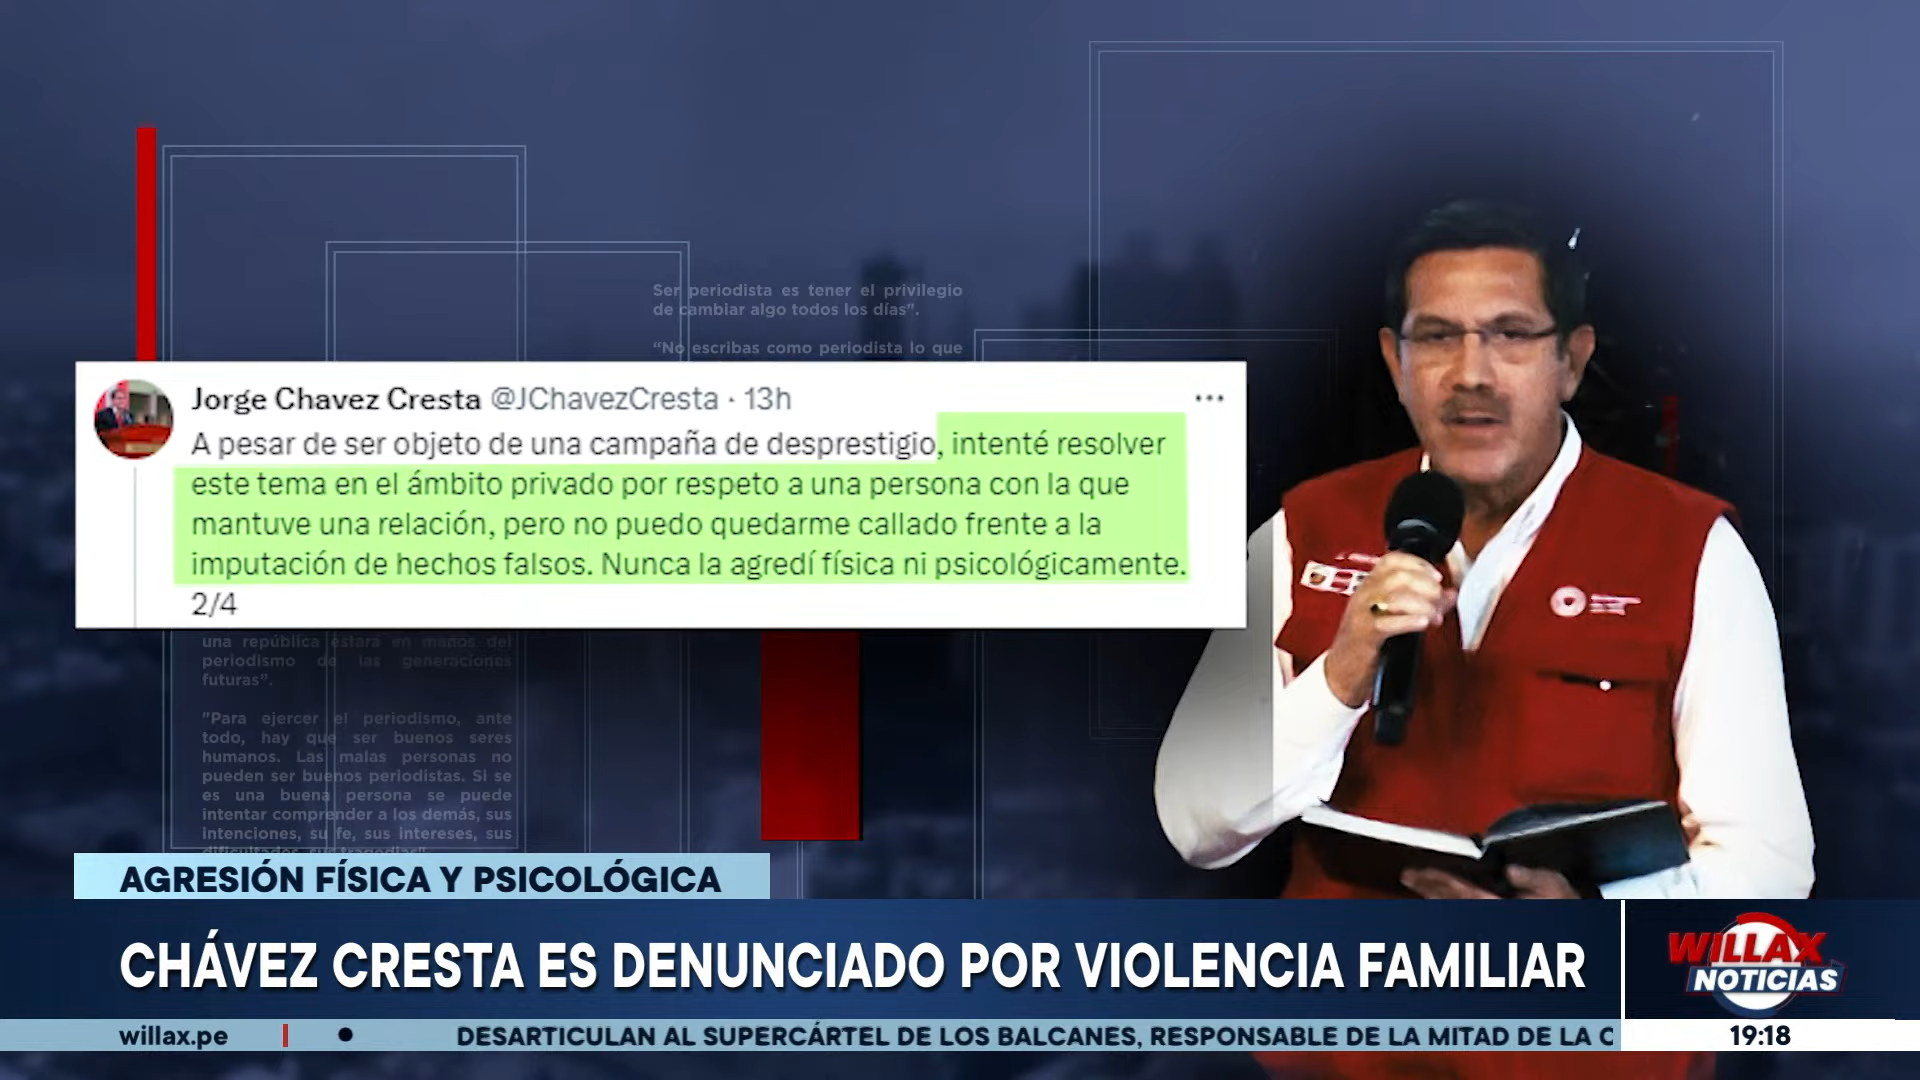 Ser periodista es tener el privilegio
de cambiar algo todos los días".
“No escribas como periodista lo que
Jorge Chavez Cresta @JChavezCresta · 13h
A pesar de ser objeto de una campaña de desprestigio, intenté resolver
este tema en el ámbito privado por respeto a una persona con la que
mantuve una relación, pero no puedo quedarme callado frente a la
imputación de hechos falsos. Nunca la agredí física ni psicológicamente.
2/4
una república estará en manos del
periodismo de las generaciones
futuras”.
"Para ejercer el periodismo, ante
todo, hay que ser buenos seres
humanos. Las malas personas no
pueden ser buenos periodistas. Si se
es una buena persona se puede
intentar comprender a los demás, sus
intenciones, su fe, sus intereses, sus
dificultades, sus tragedias"
AGRESIÓN FÍSICA Y PSICOLÓGICA
CHÁVEZ CRESTA ES DENUNCIADO POR VIOLENCIA FAMILIAR
WILLAX
NOTICIAS
willax.pe
DESARTICULAN AL SUPERCÁRTEL DE LOS BALCANES, RESPONSABLE DE LA MITAD DE LA C
19:18